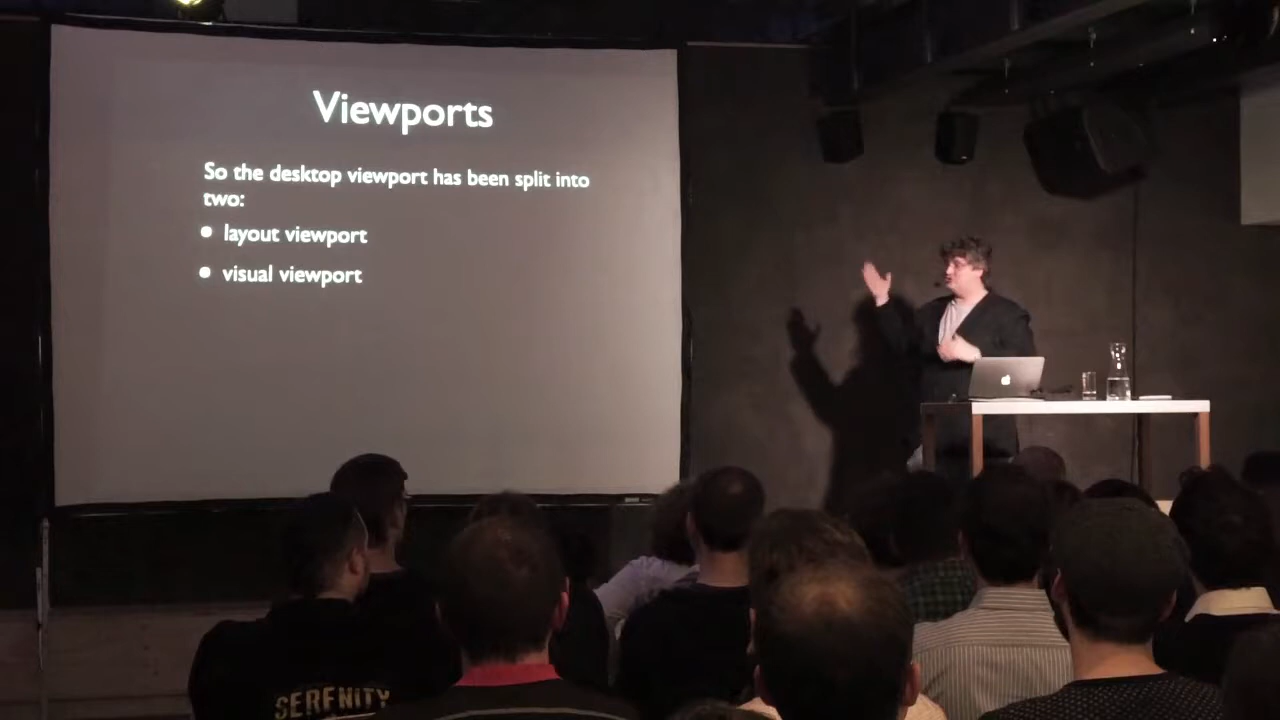 Viewports
So the desktop viewport has been split into
two:
layout viewport
visual viewport
SERENITY